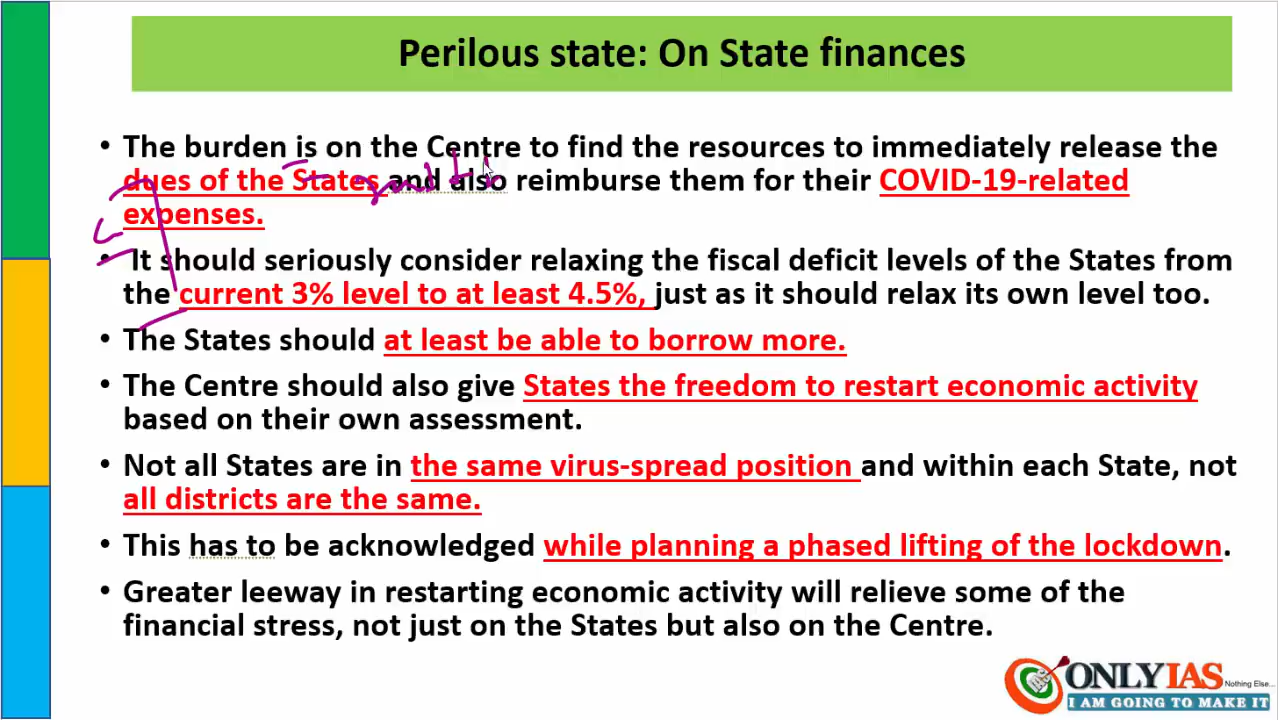 Perilous state: On State finances
• The burden is on the Centre to find the resources to immediately release the
dues of the States and also reimburse them for their COVID-19-related
expenses.
• It should seriously consider relaxing the fiscal deficit levels of the States from
the current 3% level to at least 4.5%, just as it should relax its own level too.
• The States should at least be able to borrow more.
• The Centre should also give States the freedom to restart economic activity
based on their own assessment.
• Not all States are in the same virus-spread position and within each State, not
all districts are the same.
• This has to be acknowledged while planning a phased lifting of the lockdown.
• Greater leeway in restarting economic activity will relieve some of the
financial stress, not just on the States but also on the Centre.
ONLYIAS Nothing Else...
I AM GOING TO MAKE IT